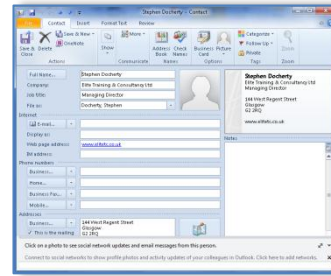 Stephen Docherty - Contact
File
Contact
Insert
Format Text
Review
Save & Close
Delete
Save & New
OneNote
Actions
Show
More
Communicate
Address Book
Check Names
Names
Business Card
Picture
Options
Categorize
Follow Up
Private
Tags
Zoom
Zoom
Full Name...
Stephen Docherty
Company:
Elite Training & Consultancy Ltd
Job title:
Managing Director
File as:
Docherty, Stephen
Internet
E-mail...
Display as:
Web page address:
www.elitetc.co.uk
IM address:
Phone numbers
Business...
Home...
Business Fax...
Mobile...
Addresses
Business...
144 West Regent Street
Glasgow
G2 2RQ
This is the mailing
Stephen Docherty
Elite Training & Consultancy Ltd
Managing Director
144 West Regent Street
Glasgow
G2 2RQ
www.elitetc.co.uk
Notes
Click on a photo to see social network updates and email messages from this person.
Connect to social networks to show profile photos and activity updates of your colleagues in Outlook. Click here to add networks.